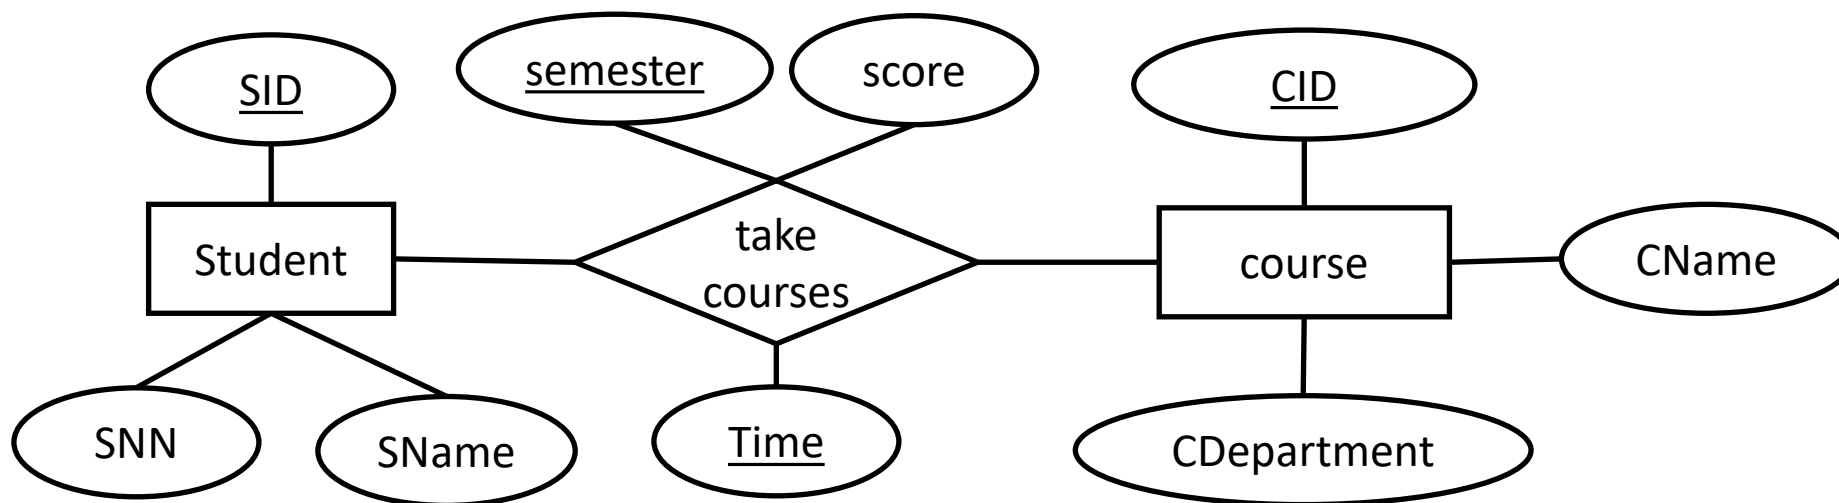 SID
semester
score
CID
Student
take
courses
course
CName
SNN
SName
Time
CDepartment